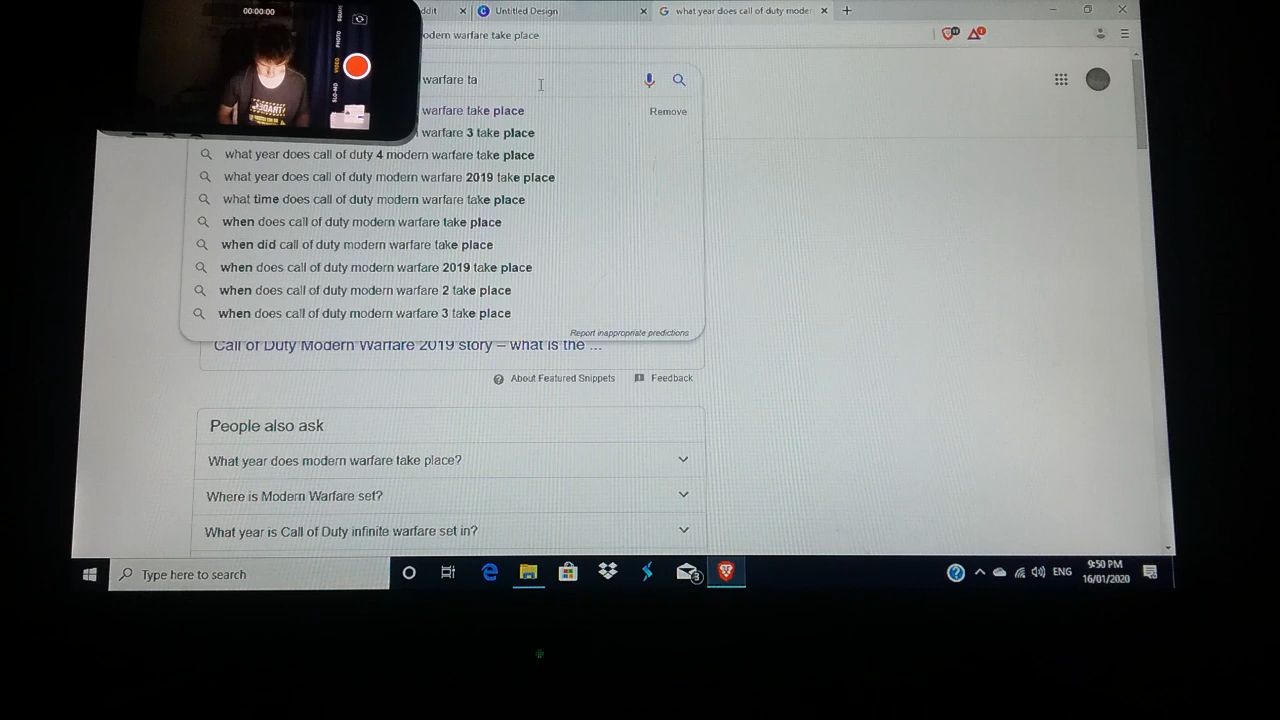 00:00:00
SLO-MO
VIDEO
PHOTO
ddit
Untitled Design
what year does call of duty moder
odern warfare take place
warfare ta
warfare take place
Remove
warfare 3 take place
what year does call of duty 4 modern warfare take place
what year does call of duty modern warfare 2019 take place
what time does call of duty modern warfare take place
when does call of duty modern warfare take place
when did call of duty modern warfare take place
when does call of duty modern warfare 2019 take place
when does call of duty modern warfare 2 take place
when does call of duty modern warfare 3 take place
Report inappropriate predictions
Call of Duty Modern Warfare 2019 story – what is the ...
About Featured Snippets
Feedback
People also ask
What year does modern warfare take place?
Where is Modern Warfare set?
What year is Call of Duty infinite warfare set in?
Type here to search
3
ENG
9:50 PM
16/01/2020